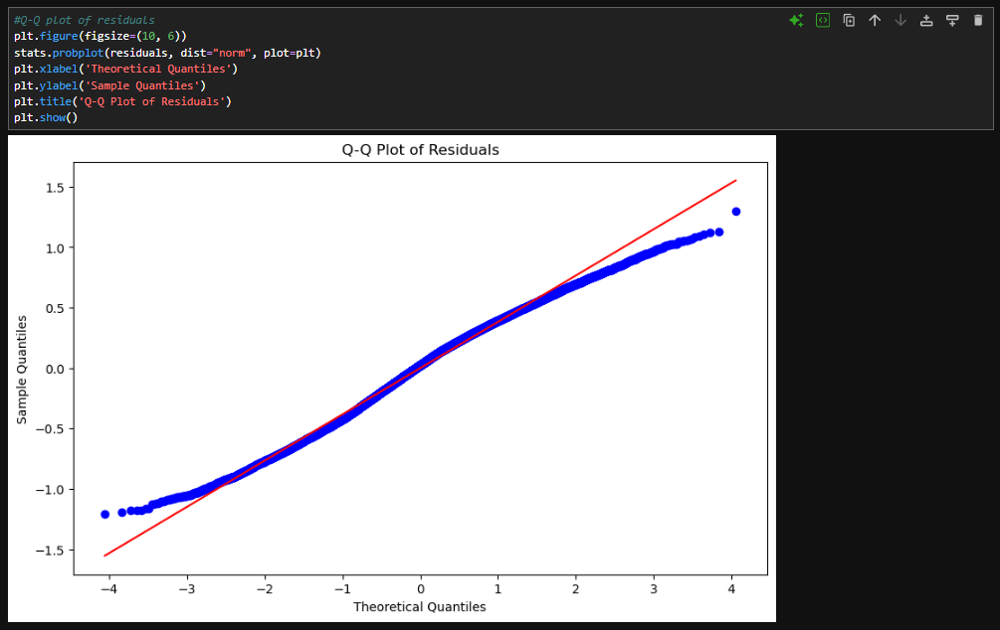 #Q-Q plot of residuals
plt.figure(figsize=(10, 6))
stats.probplot(residuals, dist="norm", plot=plt)
plt.xlabel('Theoretical Quantiles')
plt.ylabel('Sample Quantiles')
plt.title('Q-Q Plot of Residuals')
plt.show()
Q-Q Plot of Residuals
Sample Quantiles
1.5
1.0
0.5
0.0
−0.5
−1.0
−1.5
−4 −3 −2 −1 0 1 2 3 4
Theoretical Quantiles